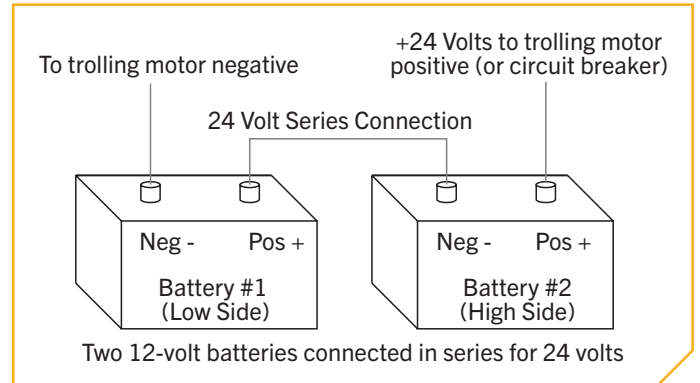 To trolling motor negative
+24 Volts to trolling motor
positive (or circuit breaker)
24 Volt Series Connection
Neg -
Pos +
Battery #1
(Low Side)
Neg -
Pos +
Battery #2
(High Side)
Two 12-volt batteries connected in series for 24 volts